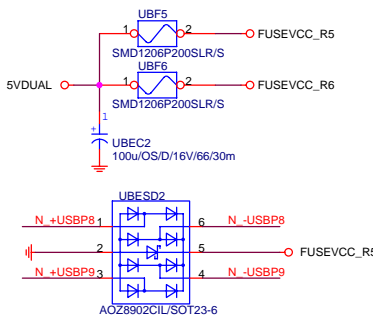 UBF5
1 2 FUSEVCC_R5
SMD1206P200SLR/S
UBF6
5VDUAL 1 2 FUSEVCC_R6
SMD1206P200SLR/S
1
+ UBEC2
100u/OS/D/16V/66/30m
UBESD2
N_+USBP8 1 6 N_-USBP8
2 5 FUSEVCC_R5
N_+USBP9 3 4 N_-USBP9
AOZ8902CIL/SOT23-6